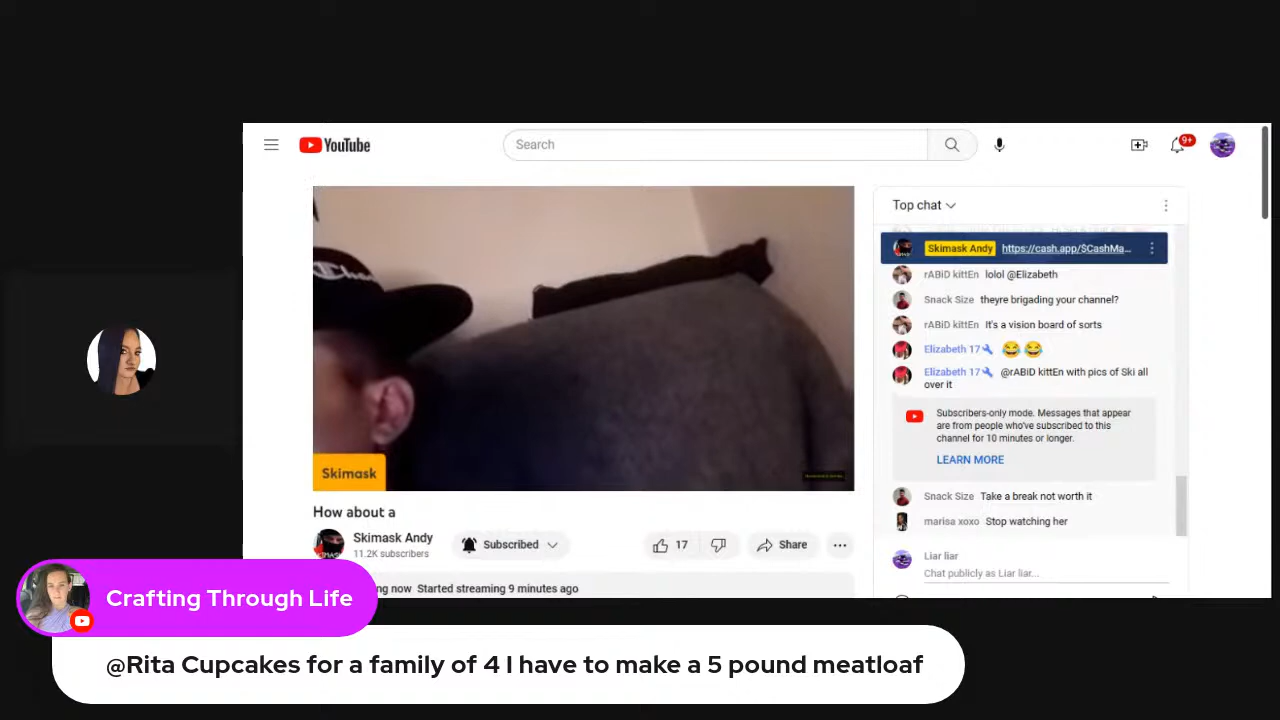 YouTube
Search
9+
Top chat
Skimask Andy https://cash.app/$CashMa...
rABiD kittEn lolol @Elizabeth
Snack Size theyre brigading your channel?
rABiD kittEn It's a vision board of sorts
Elizabeth 17 😂😂
Elizabeth 17 @rABiD kittEn with pics of Ski all
over it
Subscribers-only mode. Messages that appear
are from people who've subscribed to this
channel for 10 minutes or longer.
LEARN MORE
Snack Size Take a break not worth it
marisa xoxo Stop watching her
Liar liar
Chat publicly as Liar liar...
Skimask
How about a
Skimask Andy
11.2K subscribers
Subscribed
17
Share
ng now Started streaming 9 minutes ago
Crafting Through Life
@Rita Cupcakes for a family of 4 I have to make a 5 pound meatloaf